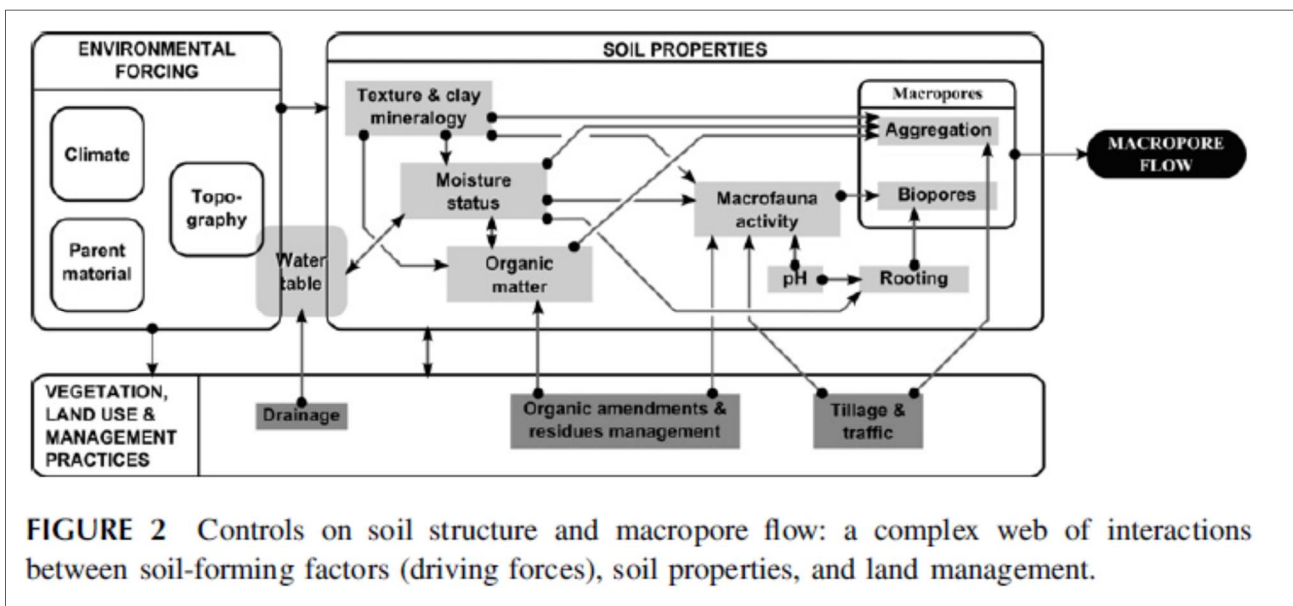 ENVIRONMENTAL
FORCING
Climate
Topo-
graphy
Parent
material
Water
table
SOIL PROPERTIES
Texture & clay
mineralogy
Moisture
status
Organic
matter
Macrofauna
activity
pH
Rooting
Macropores
Aggregation
Biopores
MACROPORE
FLOW
VEGETATION,
LAND USE &
MANAGEMENT
PRACTICES
Drainage
Organic amendments &
residues management
Tillage &
traffic
FIGURE 2 Controls on soil structure and macropore flow: a complex web of interactions
between soil-forming factors (driving forces), soil properties, and land management.